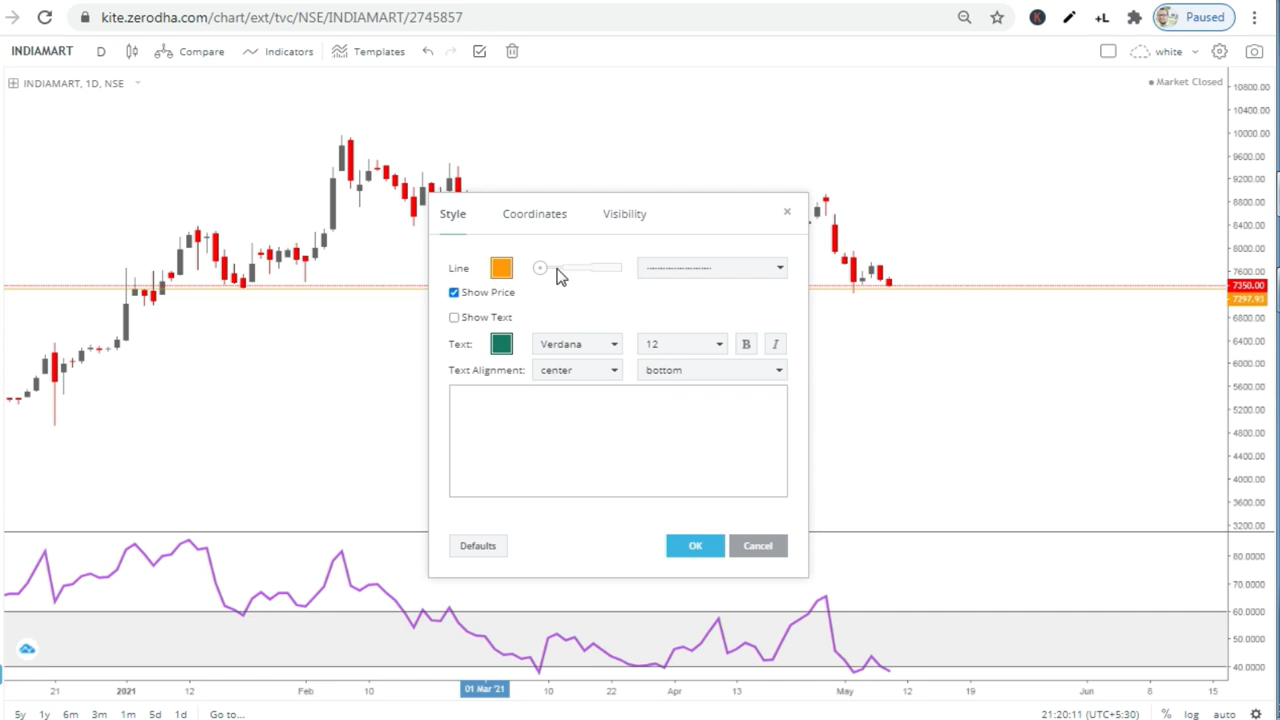 kite.zerodha.com/chart/ext/tvc/NSE/INDIAMART/2745857
+L
Paused
INDIAMART D Compare Indicators Templates white
INDIAMART, 1D, NSE
Market Closed
10800.00
10400.00
10000.00
9600.00
9200.00
8800.00
8400.00
8000.00
7600.00
7350.00
7297.93
6800.00
6400.00
6000.00
5600.00
5200.00
4800.00
4400.00
4000.00
3600.00
3200.00
Style Coordinates Visibility
Line
Show Price
Show Text
Text: Verdana 12 B I
Text Alignment: center bottom
Defaults OK Cancel
80.0000
70.0000
60.0000
50.0000
40.0000
21 2021 12 Feb 10 01 Mar '21 10 22 Apr 13 May 12 19 Jun 8 15
5y 1y 6m 3m 1m 5d 1d Go to... 21:20:11 (UTC+5:30) % log auto